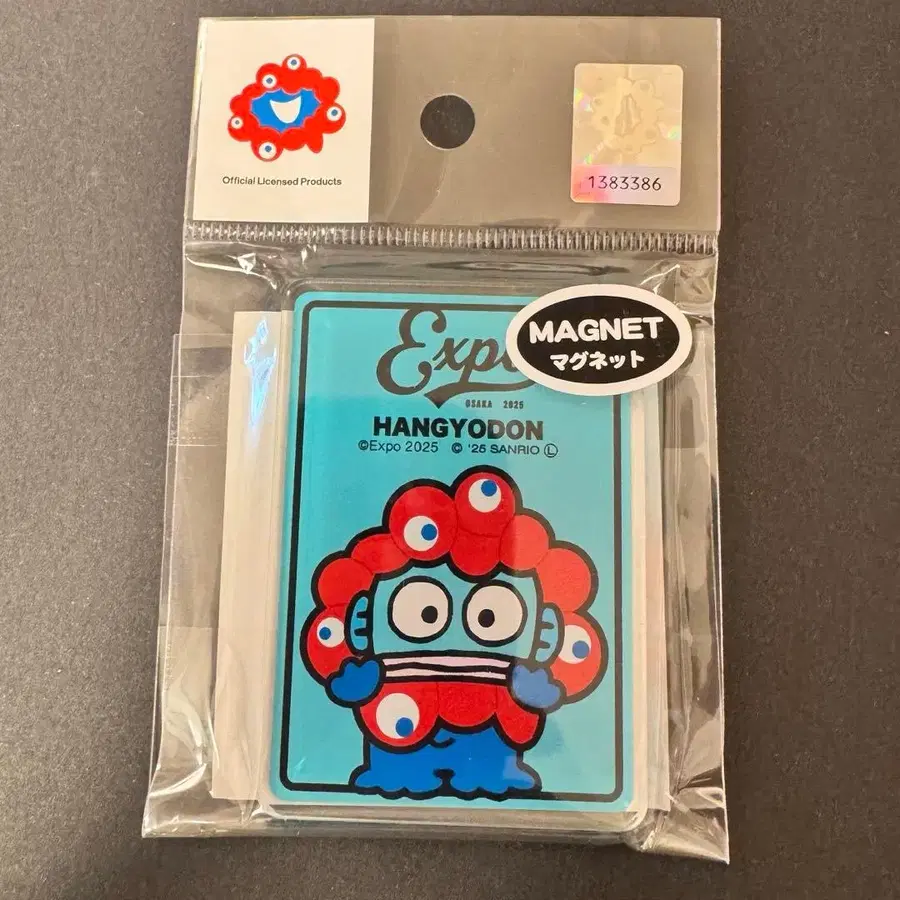 Official Licensed Products
1383386
MAGNET
マグネット
Expo
OSAKA 2025
HANGYODON
©Expo 2025 © '25 SANRIO Ⓛ